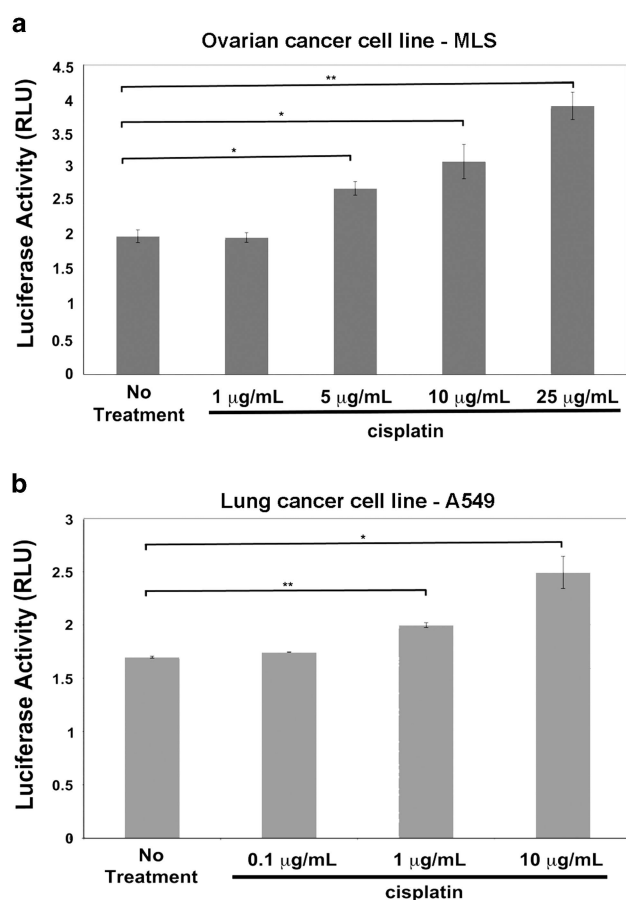 a
Ovarian cancer cell line - MLS
Luciferase Activity (RLU)
4.5
4
3.5
3
2.5
2
1.5
1
0.5
0
**
*
*
No Treatment
1 μg/mL
5 μg/mL
10 μg/mL
25 μg/mL
cisplatin
b
Lung cancer cell line - A549
Luciferase Activity (RLU)
3
2.5
2
1.5
1
0.5
0
*
**
No Treatment
0.1 μg/mL
1 μg/mL
10 μg/mL
cisplatin